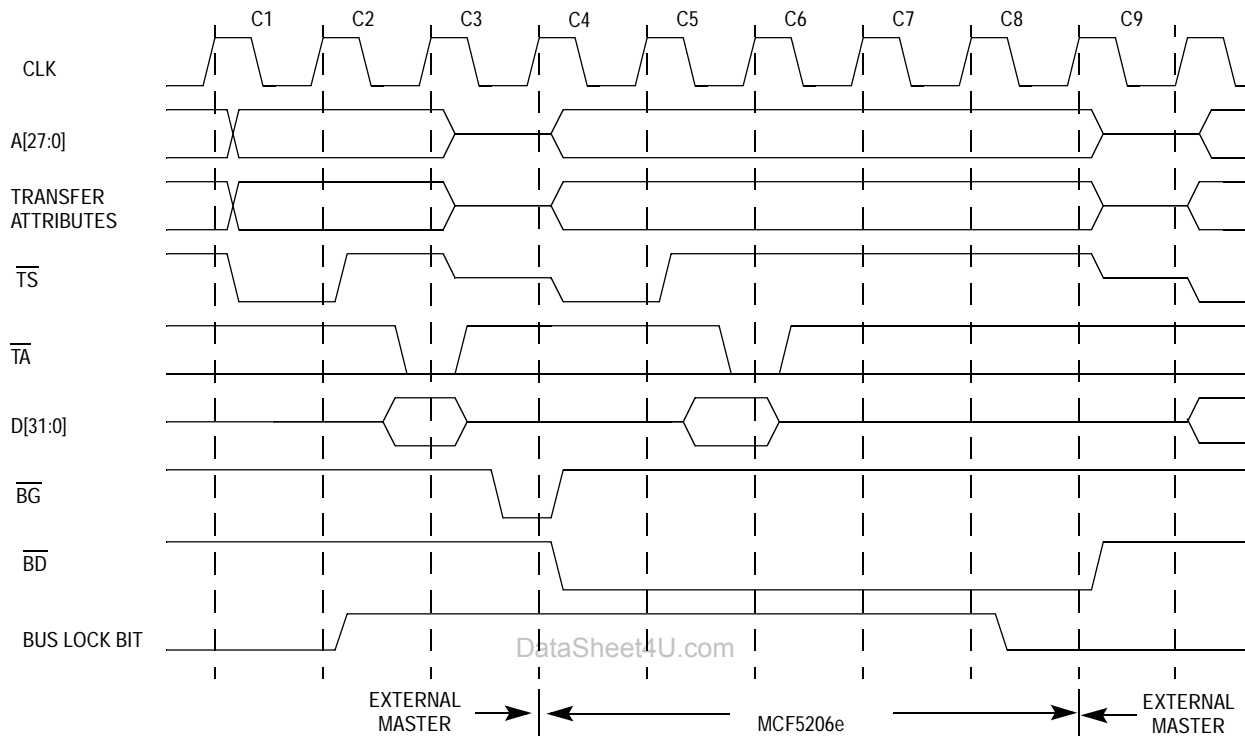 C1 C2 C3 C4 C5 C6 C7 C8 C9
CLK
A[27:0]
TRANSFER
ATTRIBUTES
TS
TA
D[31:0]
BG
BD
BUS LOCK BIT
DataSheet4U.com
EXTERNAL
MASTER
MCF5206e
EXTERNAL
MASTER